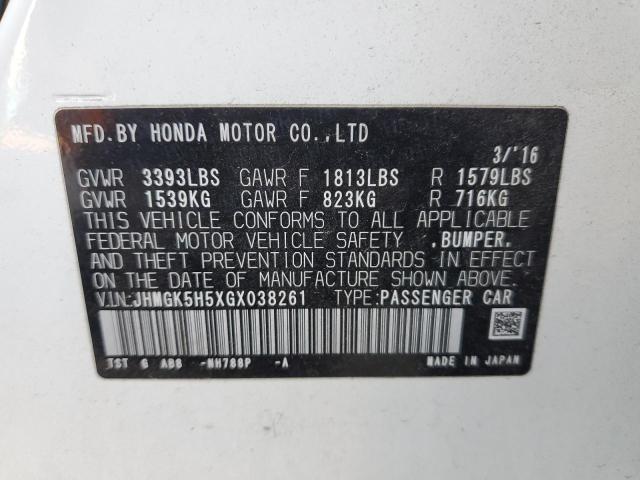 MFD.BY HONDA MOTOR CO.,LTD
3/'16
GVWR 3393LBS GAWR F 1813LBS R 1579LBS
GVWR 1539KG GAWR F 823KG R 716KG
THIS VEHICLE CONFORMS TO ALL APPLICABLE
FEDERAL MOTOR VEHICLE SAFETY ,BUMPER,
AND THEFT PREVENTION STANDARDS IN EFFECT
ON THE DATE OF MANUFACTURE SHOWN ABOVE.
VIN:JHMGK5H5XGX038261 TYPE:PASSENGER CAR
-NH788P -A MADE IN JAPAN